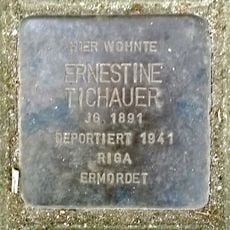 HIER WOHNTE
ERNESTINE
TICHAUER
JG. 1891
DEPORTIERT 1941
RIGA
ERMORDET